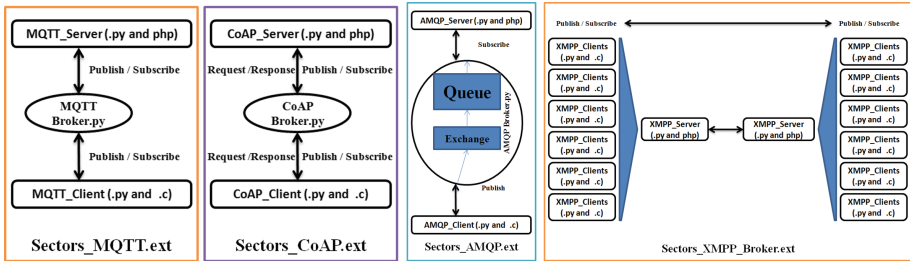 MQTT_Server (.py and php)
Publish / Subscribe
MQTT
Broker.py
Publish / Subscribe
MQTT_Client (.py and .c)
Sectors_MQTT.ext
CoAP_Server (.py and php)
Request /Response Publish / Subscribe
CoAP
Broker.py
Request /Response Publish / Subscribe
CoAP_Client (.py and .c)
Sectors_CoAP.ext
AMQP_Server (.py and php)
Subscribe
Queue
Exchange
AMQP Broker.py
Publish
AMQP_Client (.py and .c)
Sectors_AMQP.ext
Publish / Subscribe
Publish / Subscribe
XMPP_Clients
(.py and .c)
XMPP_Clients
(.py and .c)
XMPP_Clients
(.py and .c)
XMPP_Clients
(.py and .c)
XMPP_Clients
(.py and .c)
XMPP_Clients
(.py and .c)
XMPP_Server
(.py and php)
XMPP_Server
(.py and php)
XMPP_Clients
(.py and .c)
XMPP_Clients
(.py and .c)
XMPP_Clients
(.py and .c)
XMPP_Clients
(.py and .c)
XMPP_Clients
(.py and .c)
XMPP_Clients
(.py and .c)
Sectors_XMPP_Broker.ext